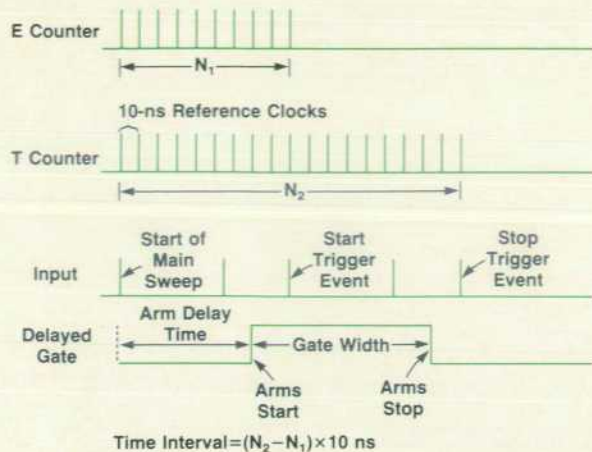 E Counter
N₁
10-ns Reference Clocks
T Counter
N₂
Start of
Main
Sweep
Start
Trigger
Event
Stop
Trigger
Event
Input
Arm Delay
Time
Delayed
Gate
Gate Width
Arms
Start
Arms
Stop
Time Interval=(N₂−N₁)×10 ns